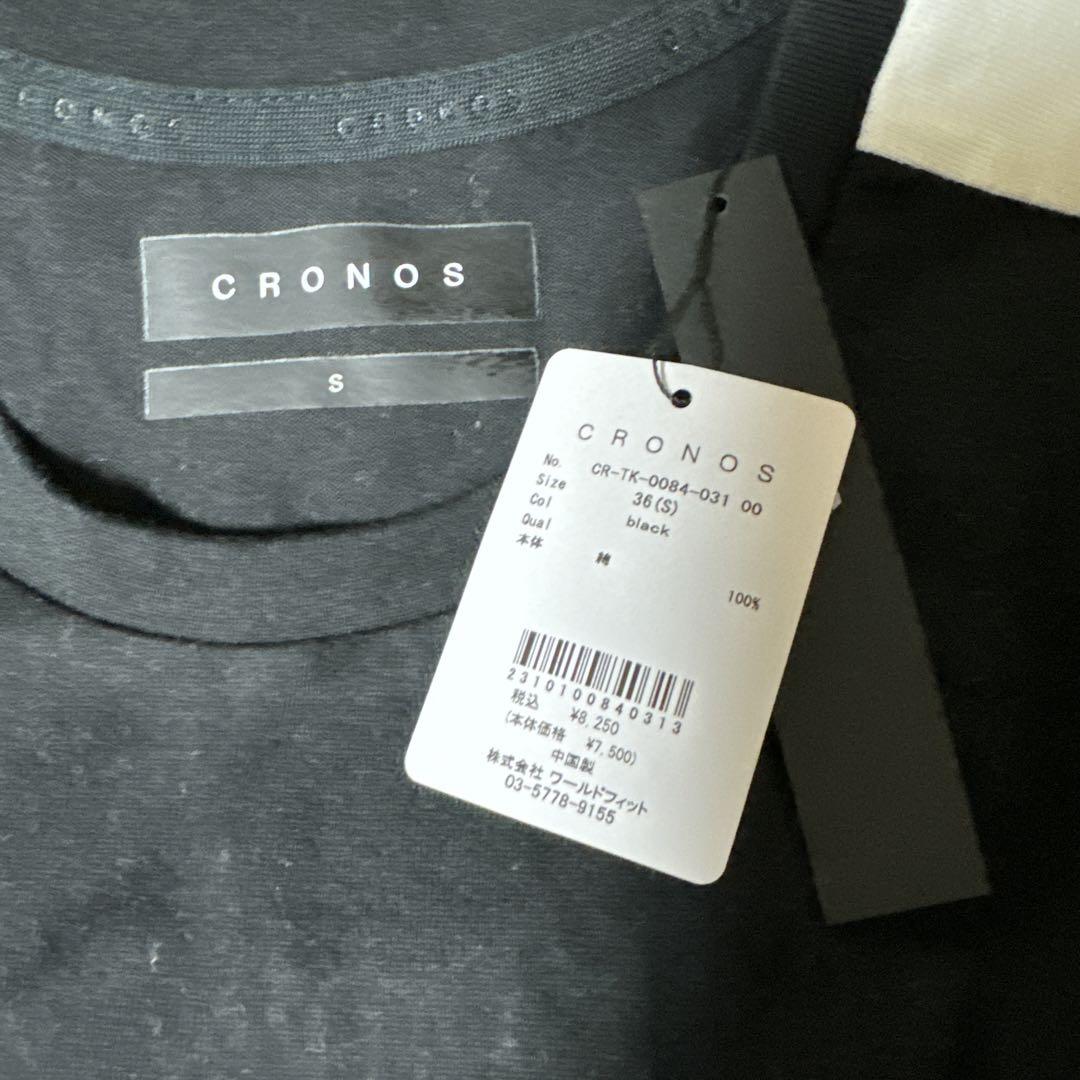 CRONOS
CRONOS
S
CRONOS
No. CR-TK-0084-031 00
Size 36(S)
Col black
Qual
本体 綿 100%
2310100840313
税込 ¥8,250
(本体価格 ¥7,500)
中国製
株式会社 ワールドフィット
03-5778-9155